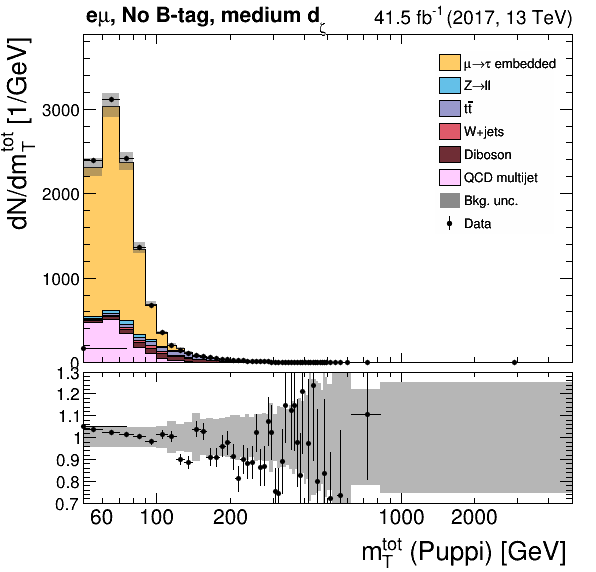 eμ, No B-tag, medium dζ
41.5 fb⁻¹ (2017, 13 TeV)
dN/dm_T^tot [1/GeV]
3000
2000
1000
0
μ→τ embedded
Z→ll
tt̄
W+jets
Diboson
QCD multijet
Bkg. unc.
Data
1.3
1.2
1.1
1
0.9
0.8
0.7
60
100
200
1000
2000
m_T^tot (Puppi) [GeV]